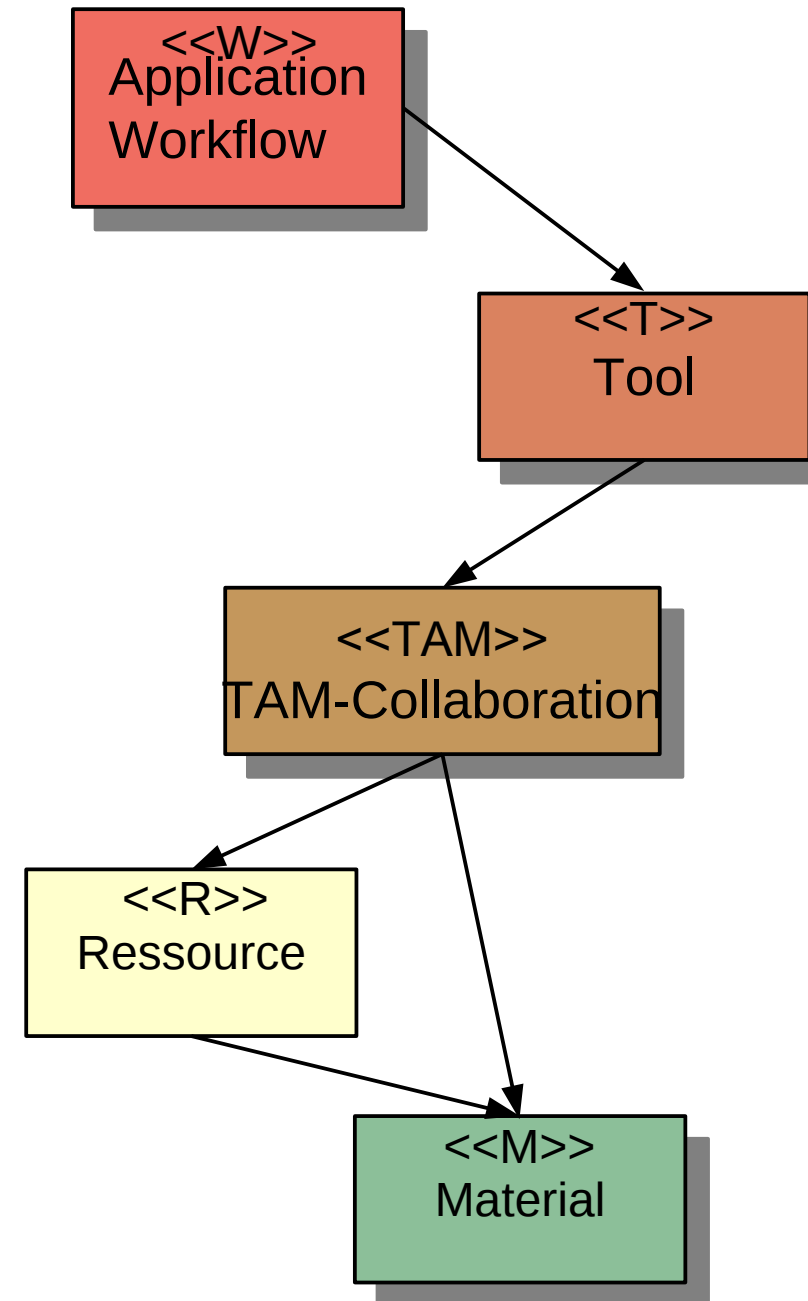 <<W>>
Application
Workflow
<<T>>
Tool
<<TAM>>
TAM-Collaboration
<<R>>
Ressource
<<M>>
Material